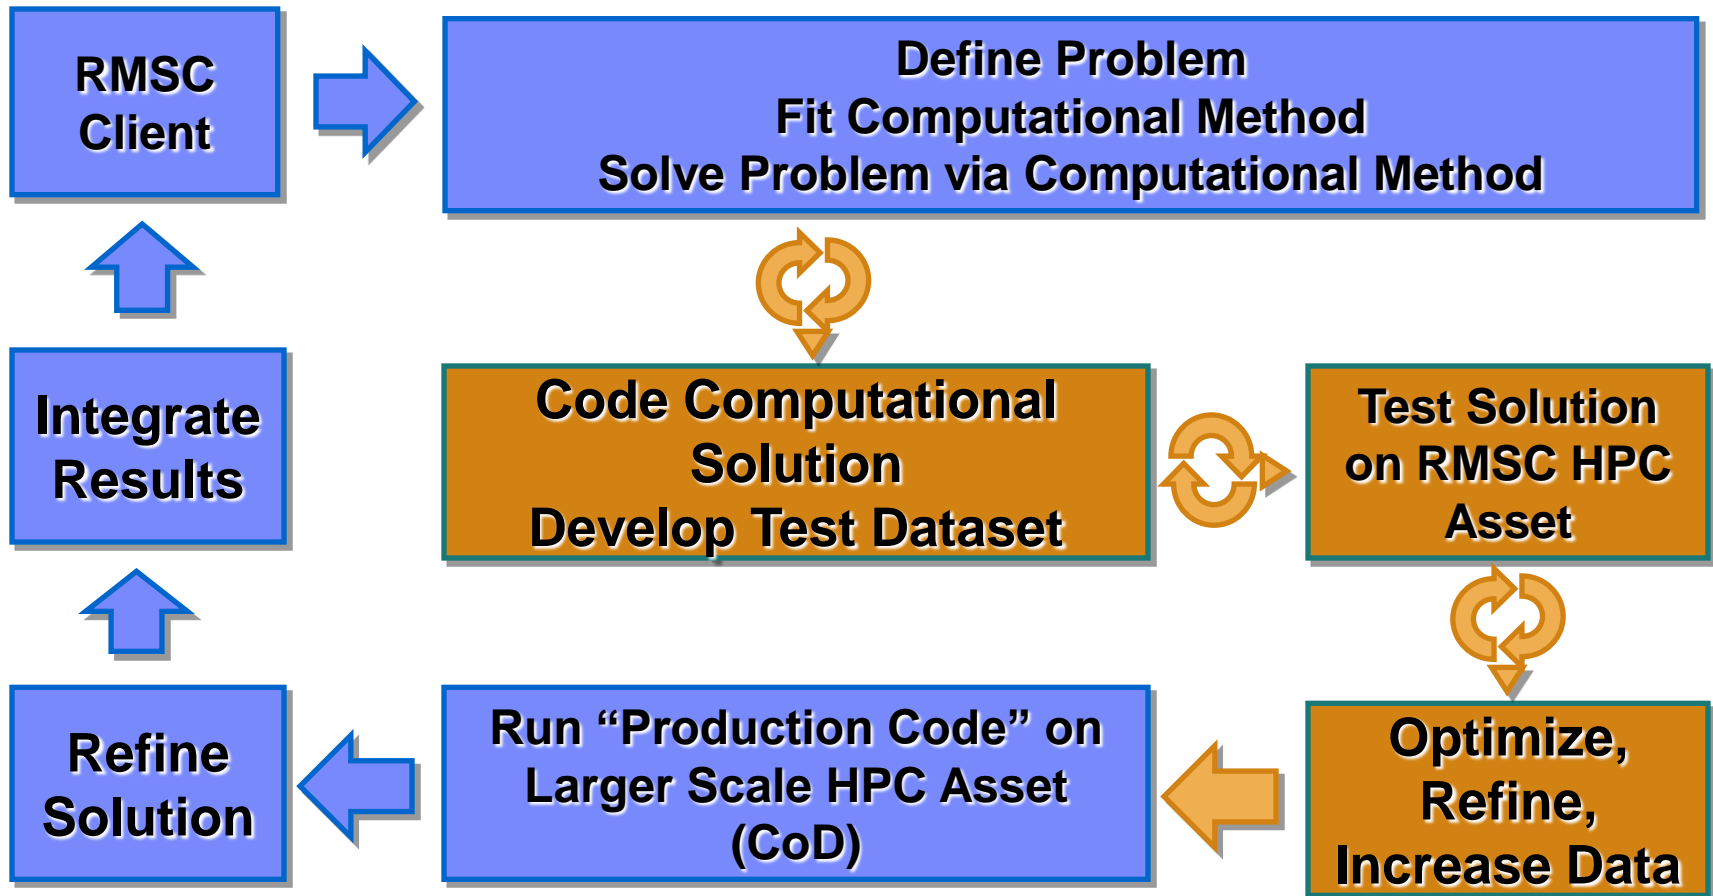 RMSC
Client
Define Problem
Fit Computational Method
Solve Problem via Computational Method
Integrate
Results
Code Computational
Solution
Develop Test Dataset
Test Solution
on RMSC HPC
Asset
Refine
Solution
Run “Production Code” on
Larger Scale HPC Asset
(CoD)
Optimize,
Refine,
Increase Data